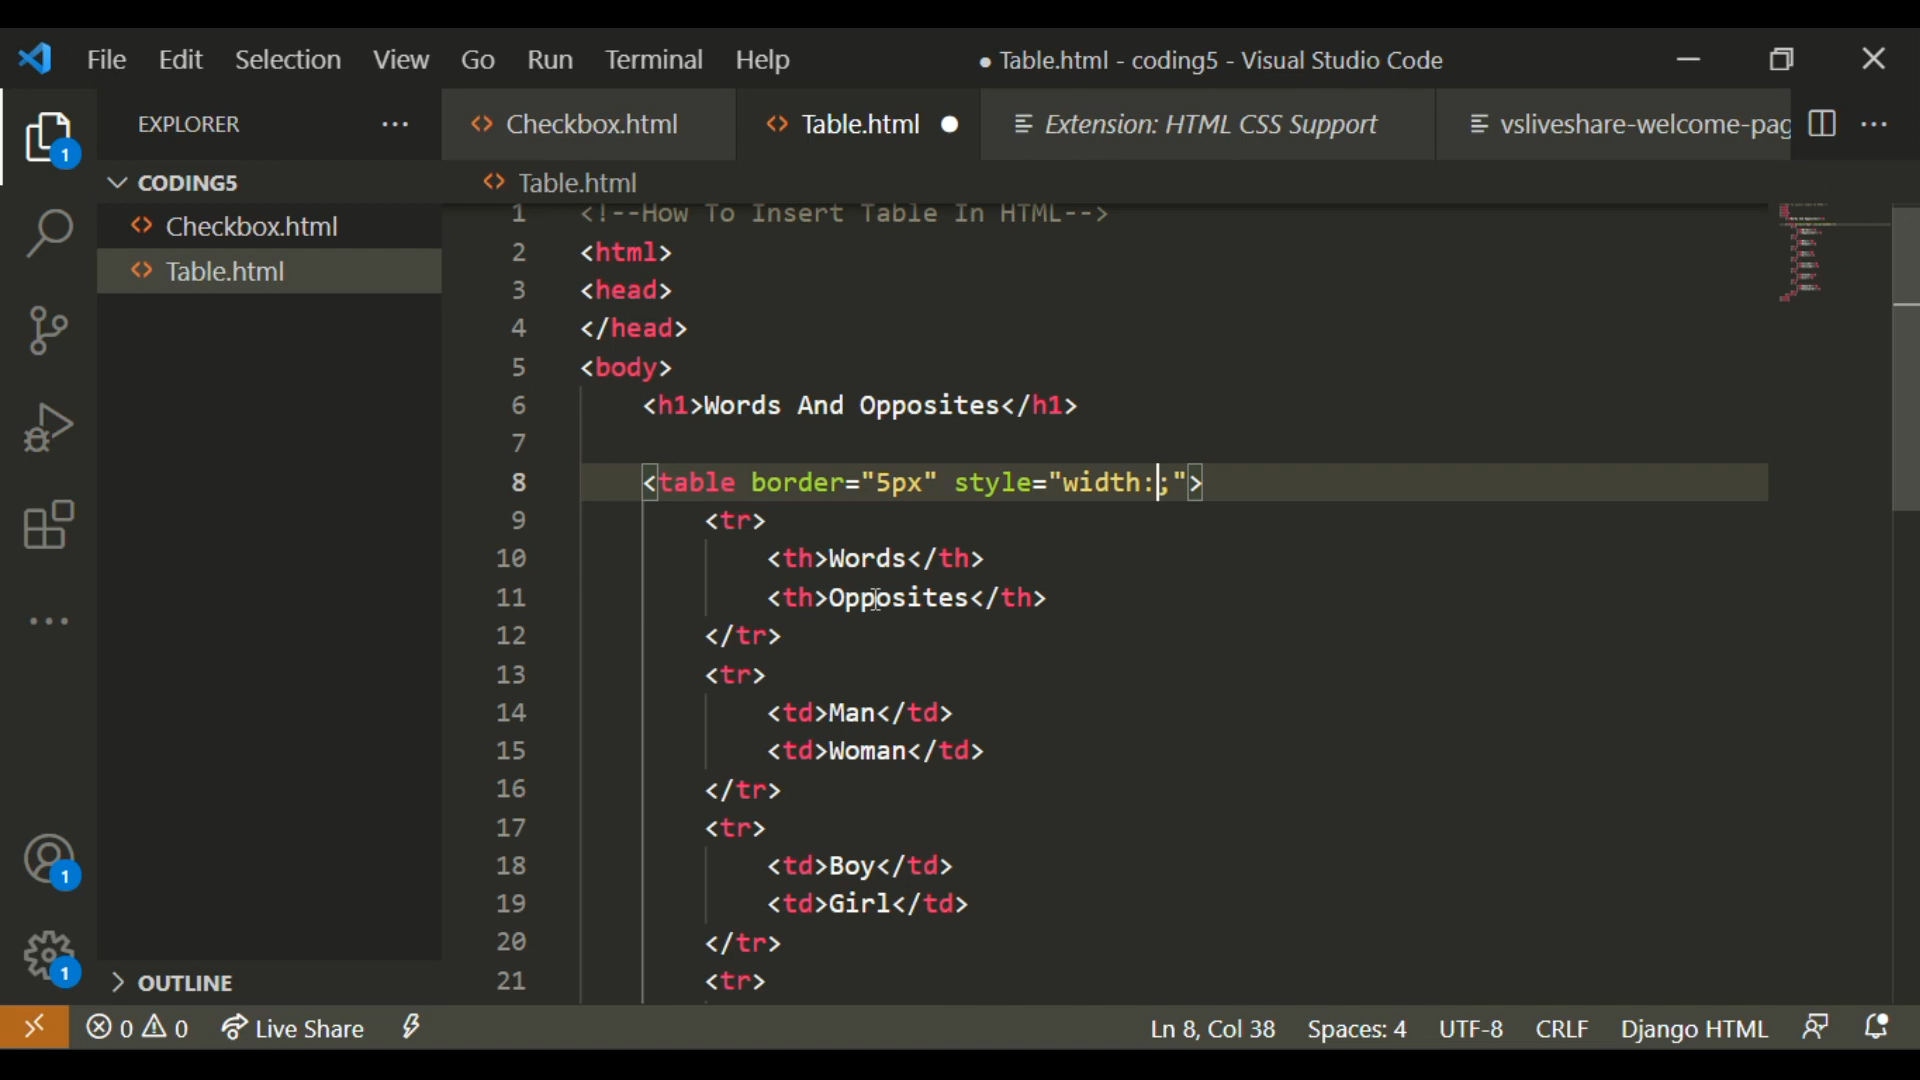 File Edit Selection View Go Run Terminal Help ● Table.html - coding5 - Visual Studio Code
EXPLORER ··· <> Checkbox.html <> Table.html ● Extension: HTML CSS Support vsliveshare-welcome-pag ···
1
CODING5 <> Table.html
<> Checkbox.html
<> Table.html
1 <!--How To Insert Table In HTML-->
2 <html>
3 <head>
4 </head>
5 <body>
6 <h1>Words And Opposites</h1>
7
8 <table border="5px" style="width:;">
9 <tr>
10 <th>Words</th>
11 <th>Opposites</th>
12 </tr>
13 <tr>
14 <td>Man</td>
15 <td>Woman</td>
16 </tr>
17 <tr>
18 <td>Boy</td>
1
19 <td>Girl</td>
20 </tr>
1
21 <tr>
OUTLINE
0 0 Live Share Ln 8, Col 38 Spaces: 4 UTF-8 CRLF Django HTML